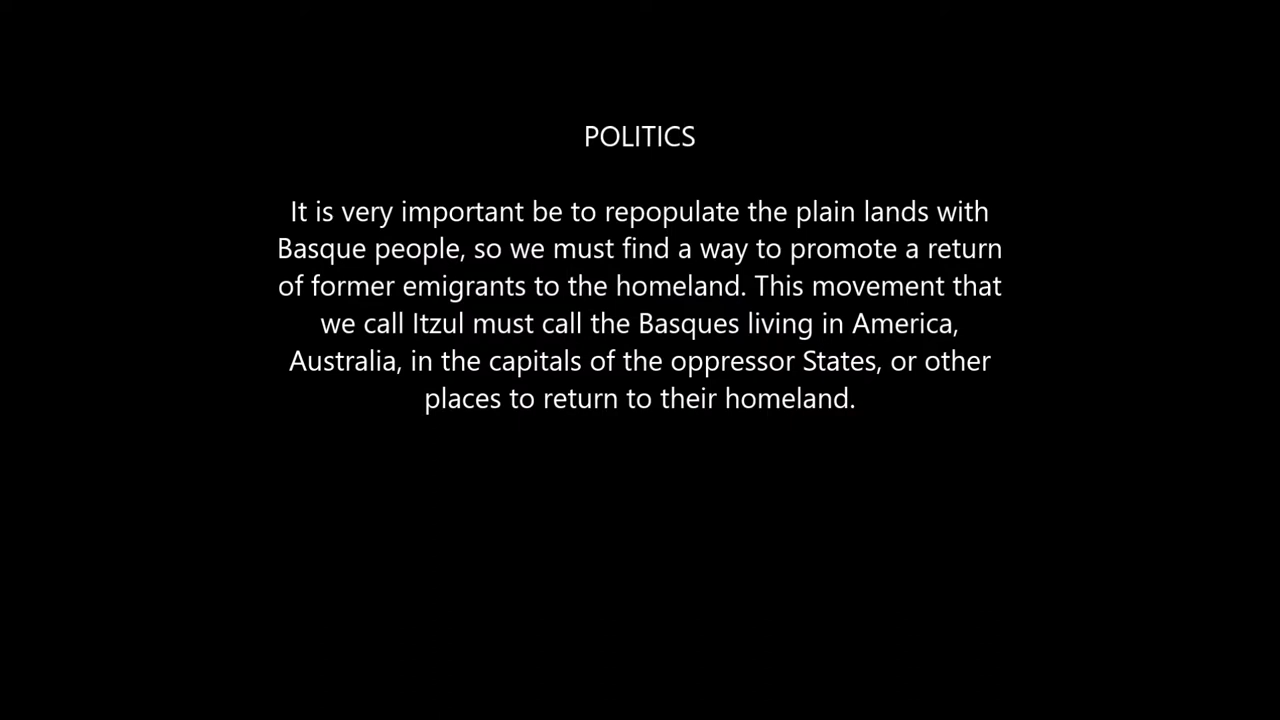 POLITICS
It is very important be to repopulate the plain lands with
Basque people, so we must find a way to promote a return
of former emigrants to the homeland. This movement that
we call Itzul must call the Basques living in America,
Australia, in the capitals of the oppressor States, or other
places to return to their homeland.